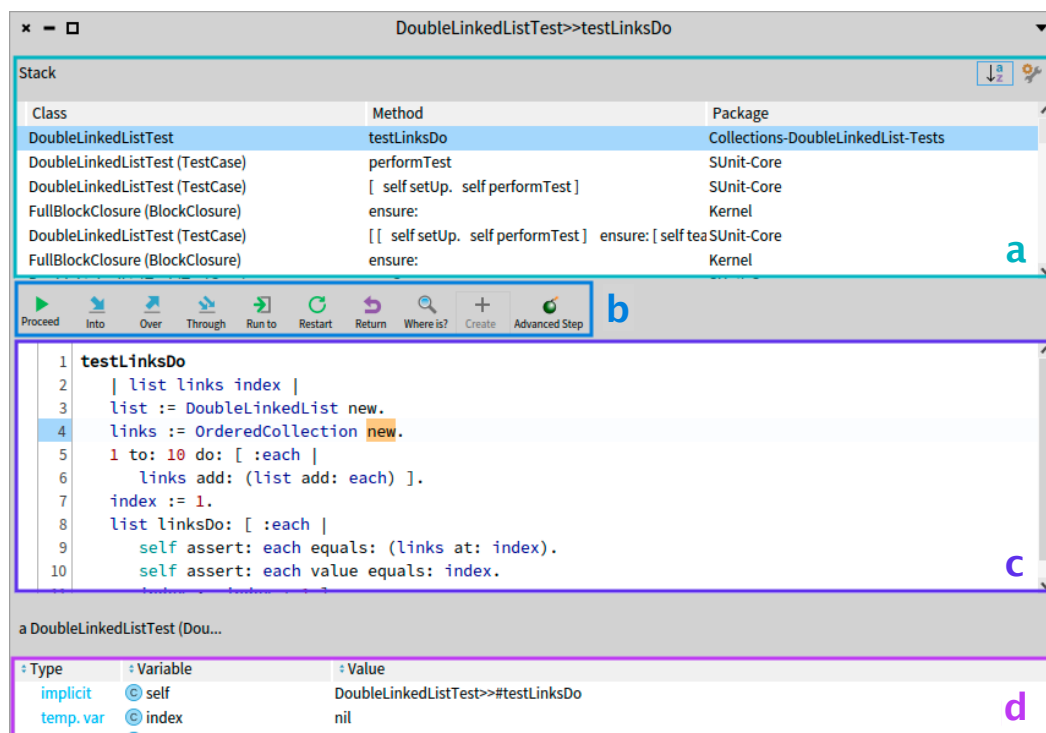 DoubleLinkedListTest>>testLinksDo
Stack
Class Method Package
DoubleLinkedListTest testLinksDo Collections-DoubleLinkedList-Tests
DoubleLinkedListTest (TestCase) performTest SUnit-Core
DoubleLinkedListTest (TestCase) [ self setUp. self performTest ] SUnit-Core
FullBlockClosure (BlockClosure) ensure: Kernel
DoubleLinkedListTest (TestCase) [ [ self setUp. self performTest ] ensure: [ self tea SUnit-Core
FullBlockClosure (BlockClosure) ensure: Kernel
a
Proceed Into Over Through Run to Restart Return Where is? Create Advanced Step
b
1 testLinksDo
2 | list links index |
3 list := DoubleLinkedList new.
4 links := OrderedCollection new.
5 1 to: 10 do: [ :each |
6 links add: (list add: each) ].
7 index := 1.
8 list linksDo: [ :each |
9 self assert: each equals: (links at: index).
10 self assert: each value equals: index.
c
a DoubleLinkedListTest (Dou...
Type Variable Value
implicit C self DoubleLinkedListTest>>#testLinksDo
temp. var C index nil
d